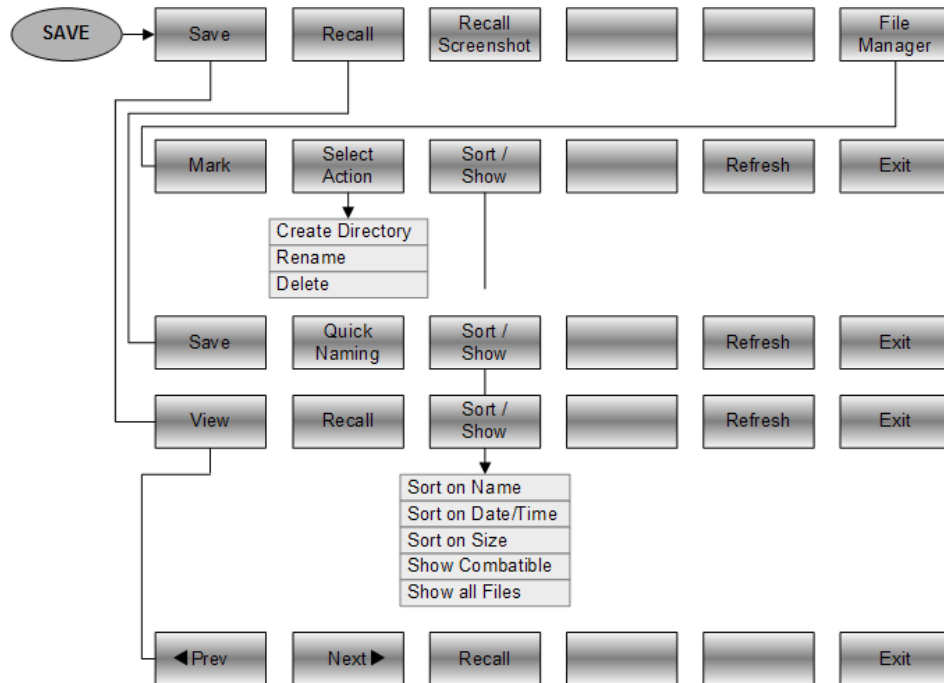 SAVE
Save
Recall
Recall
Screenshot
File
Manager
Mark
Select
Action
Sort /
Show
Refresh
Exit
Create Directory
Rename
Delete
Save
Quick
Naming
Sort /
Show
Refresh
Exit
View
Recall
Sort /
Show
Refresh
Exit
Sort on Name
Sort on Date/Time
Sort on Size
Show Combatible
Show all Files
◀Prev
Next▶
Recall
Exit